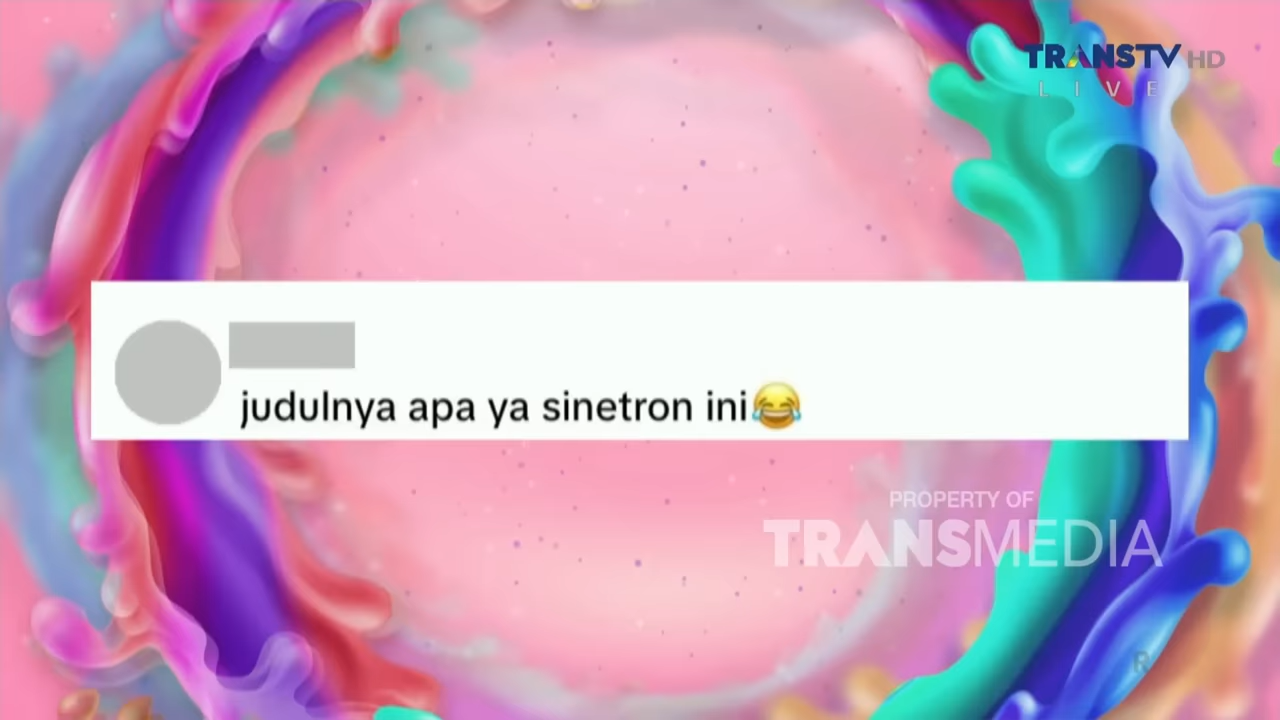 TRANSTV HD
LIVE
judulnya apa ya sinetron ini😂
PROPERTY OF
TRANSMEDIA
R